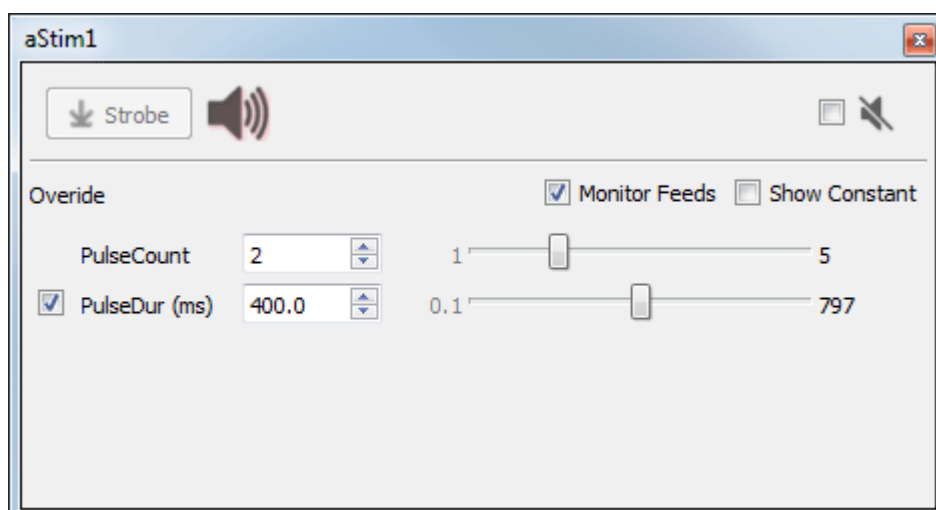 aStim1
Strobe
Overide Monitor Feeds Show Constant
PulseCount 2 1 5
PulseDur (ms) 400.0 0.1 797